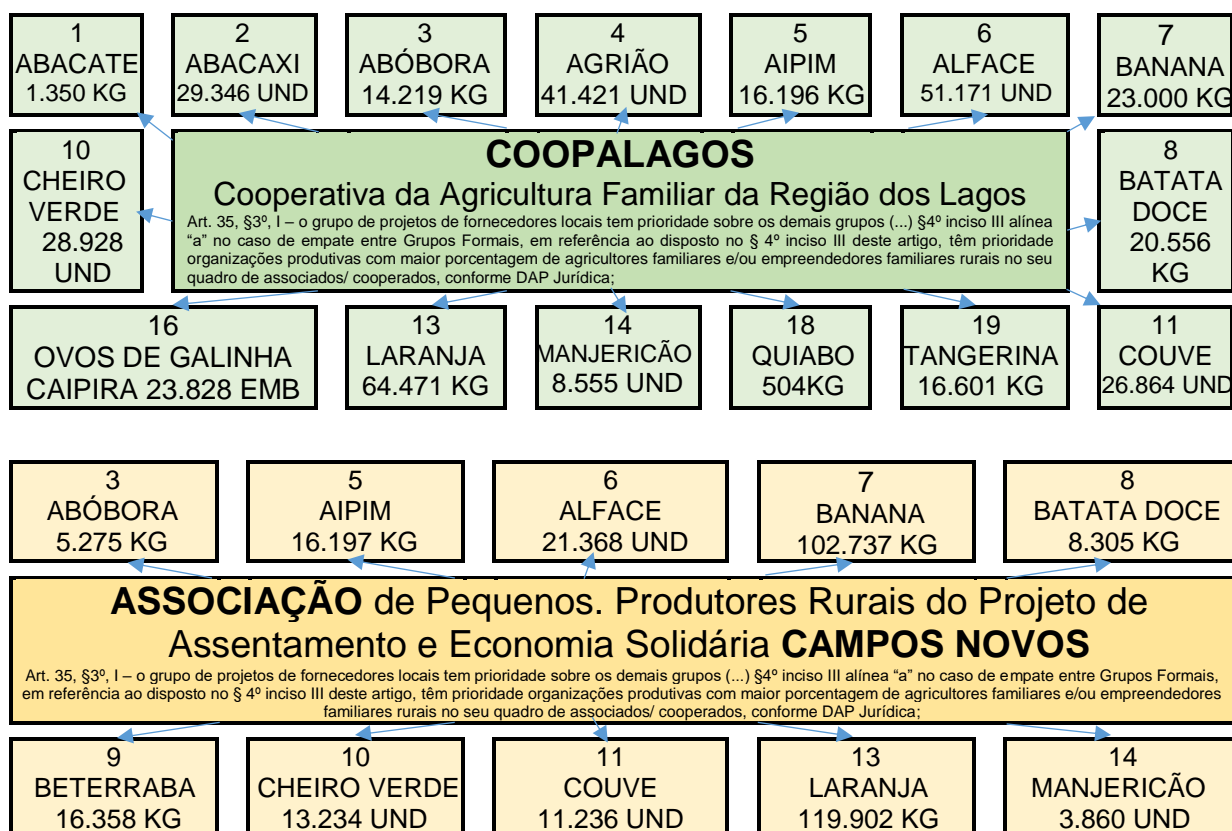 1
ABACATE
1.350 KG
2
ABACAXI
29.346 UND
3
ABÓBORA
14.219 KG
4
AGRIÃO
41.421 UND
5
AIPIM
16.196 KG
6
ALFACE
51.171 UND
7
BANANA
23.000 KG
10
CHEIRO
VERDE
28.928
UND
COOPALAGOS
Cooperativa da Agricultura Familiar da Região dos Lagos
Art. 35, §3º, I – o grupo de projetos de fornecedores locais tem prioridade sobre os demais grupos (...) §4º inciso III alínea
“a” no caso de empate entre Grupos Formais, em referência ao disposto no § 4º inciso III deste artigo, têm prioridade
organizações produtivas com maior porcentagem de agricultores familiares e/ou empreendedores familiares rurais no seu
quadro de associados/ cooperados, conforme DAP Jurídica;
8
BATATA
DOCE
20.556
KG
16
OVOS DE GALINHA
CAIPIRA 23.828 EMB
13
LARANJA
64.471 KG
14
MANJERICÃO
8.555 UND
18
QUIABO
504KG
19
TANGERINA
16.601 KG
11
COUVE
26.864 UND
3
ABÓBORA
5.275 KG
5
AIPIM
16.197 KG
6
ALFACE
21.368 UND
7
BANANA
102.737 KG
8
BATATA DOCE
8.305 KG
ASSOCIAÇÃO de Pequenos. Produtores Rurais do Projeto de
Assentamento e Economia Solidária CAMPOS NOVOS
Art. 35, §3º, I – o grupo de projetos de fornecedores locais tem prioridade sobre os demais grupos (...) §4º inciso III alínea “a” no caso de empate entre Grupos Formais,
em referência ao disposto no § 4º inciso III deste artigo, têm prioridade organizações produtivas com maior porcentagem de agricultores familiares e/ou empreendedores
familiares rurais no seu quadro de associados/ cooperados, conforme DAP Jurídica;
9
BETERRABA
16.358 KG
10
CHEIRO VERDE
13.234 UND
11
COUVE
11.236 UND
13
LARANJA
119.902 KG
14
MANJERICÃO
3.860 UND